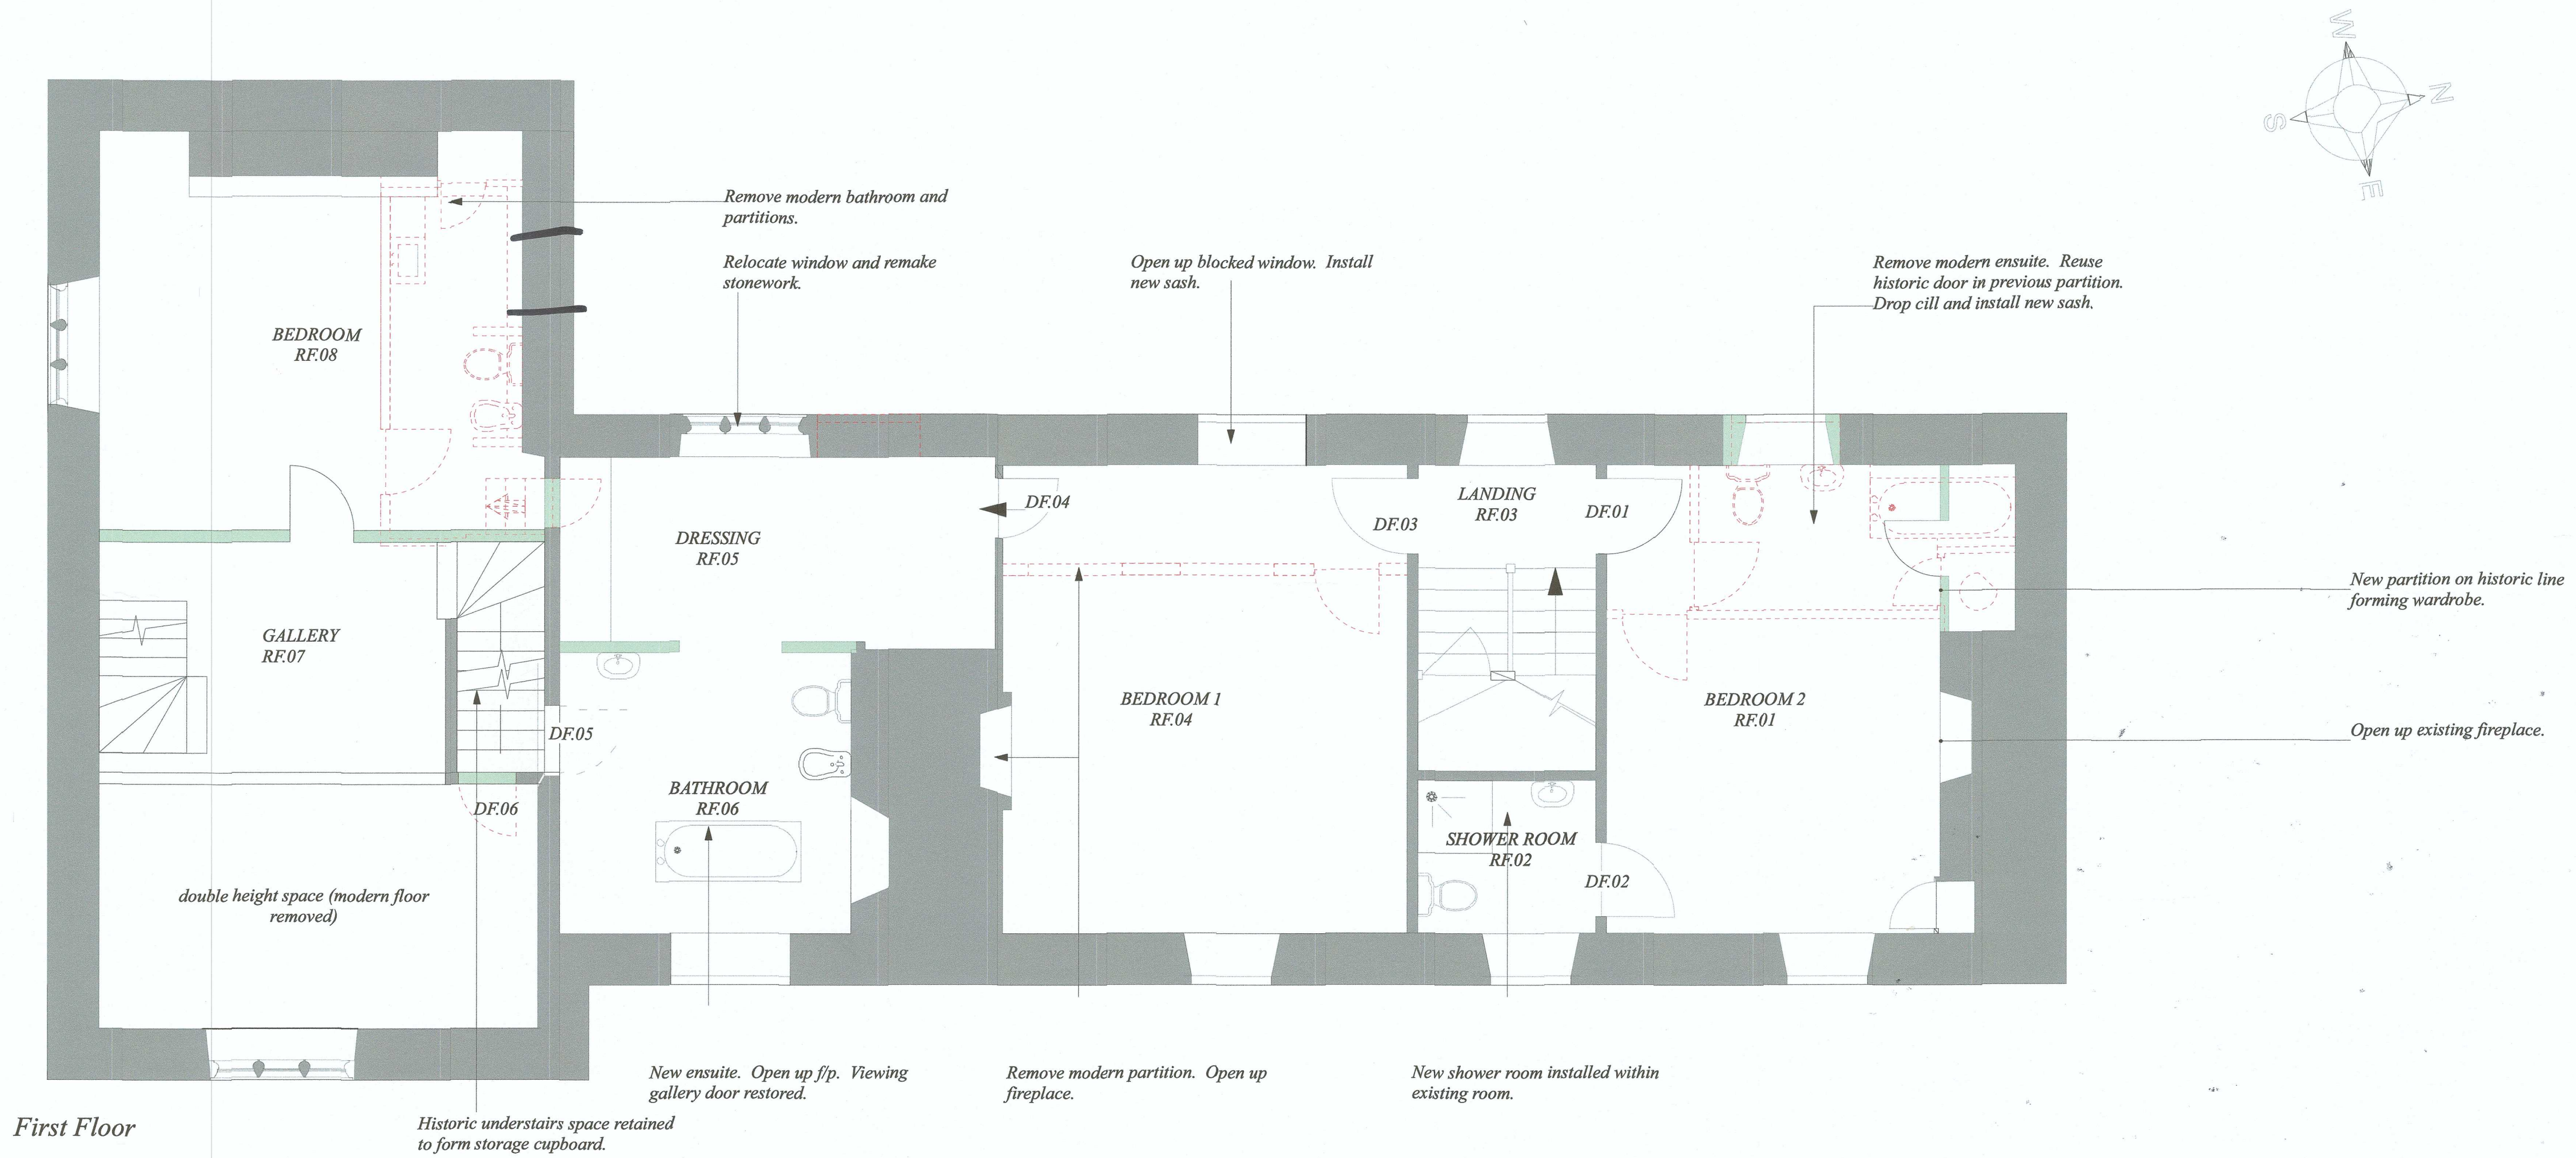 W
N
S
E
Remove modern bathroom and
partitions.
Relocate window and remake
stonework.
Open up blocked window.  Install
new sash.
Remove modern ensuite.  Reuse
historic door in previous partition.
Drop cill and install new sash.
BEDROOM
RF.08
DRESSING
RF.05
DF.04
DF.03
LANDING
RF.03
DF.01
New partition on historic line
forming wardrobe.
GALLERY
RF.07
DF.05
BEDROOM 1
RF.04
BEDROOM 2
RF.01
Open up existing fireplace.
BATHROOM
RF.06
DF.06
SHOWER ROOM
RF.02
DF.02
double height space (modern floor
removed)
New ensuite.  Open up f/p.  Viewing
gallery door restored.
Remove modern partition.  Open up
fireplace.
New shower room installed within
existing room.
First Floor
Historic understairs space retained
to form storage cupboard.